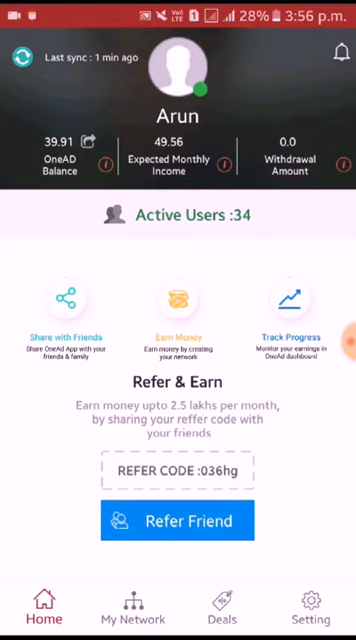 VoD LTE 1 28% 3:56 p.m.
Last sync : 1 min ago
Arun
39.91 49.56 0.0
OneAD Balance Expected Monthly Income Withdrawal Amount
Active Users :34
Share with Friends Earn Money Track Progress
Share OneAd App with your friends & family Earn money by creating your network Monitor your earnings in OneAd dashboard
Refer & Earn
Earn money upto 2.5 lakhs per month,
by sharing your reffer code with
your friends
REFER CODE :036hg
Refer Friend
Home My Network Deals Setting